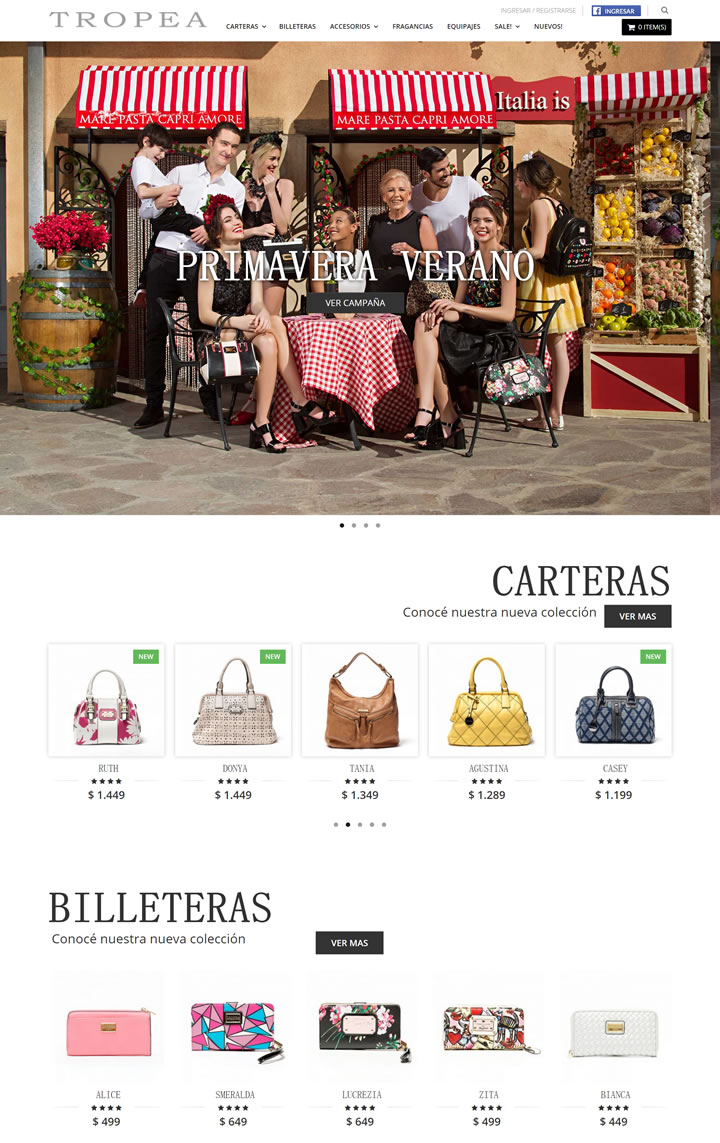 TROPEA
INGRESAR / REGISTRARSE
INGRESAR
CARTERAS BILLETERAS ACCESORIOS FRAGANCIAS EQUIPAJES SALE! NUEVOS!
0 ITEM(S)
MARE PASTA CAPRI AMORE
MARE PASTA CAPRI AMORE
Italia is
PRIMAVERA VERANO
VER CAMPAÑA
CARTERAS
Conocé nuestra nueva colección VER MAS
NEW NEW NEW
RUTH DONYA TANIA AGUSTINA CASEY
$ 1.449 $ 1.449 $ 1.349 $ 1.289 $ 1.199
BILLETERAS
Conocé nuestra nueva colección VER MAS
ALICE SMERALDA LUCREZIA ZITA BIANCA
$ 499 $ 649 $ 649 $ 499 $ 449